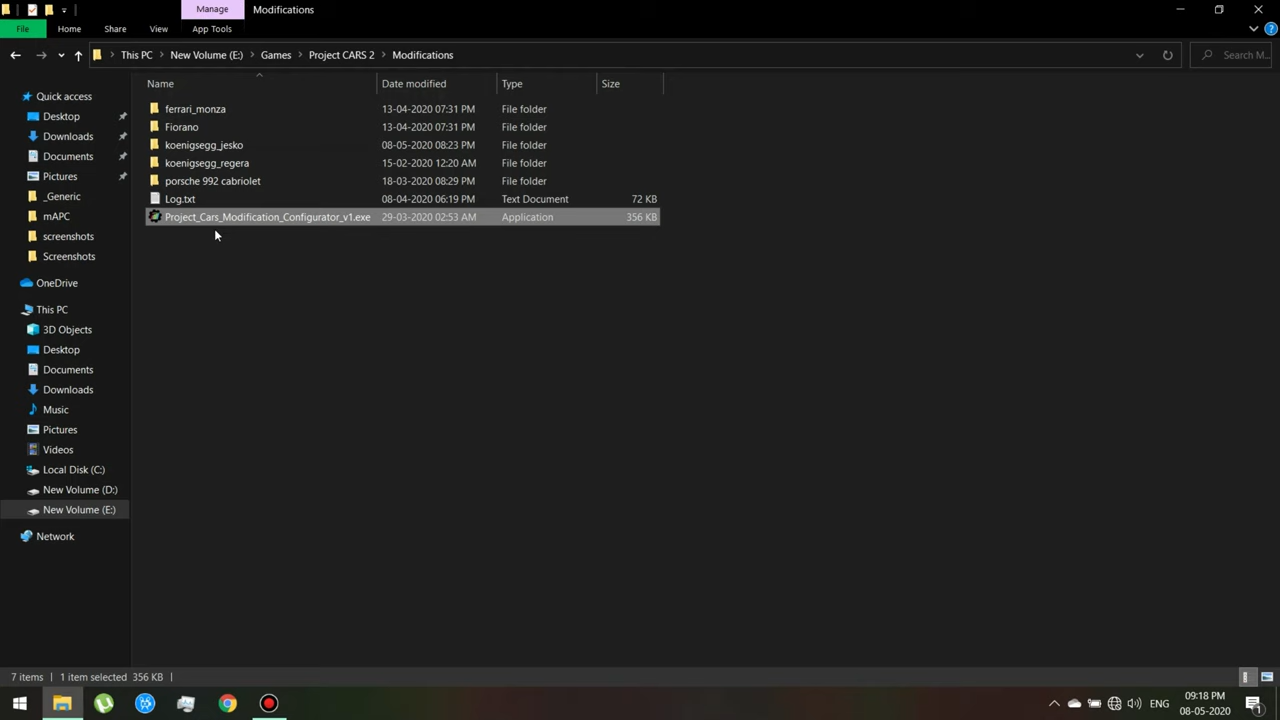 Manage
Modifications
File
Home
Share
View
App Tools
This PC
New Volume (E:)
Games
Project CARS 2
Modifications
Search M...
Name
Date modified
Type
Size
ferrari_monza 13-04-2020 07:31 PM File folder
Fiorano 13-04-2020 07:31 PM File folder
koenigsegg_jesko 08-05-2020 08:23 PM File folder
koenigsegg_regera 15-02-2020 12:20 AM File folder
porsche 992 cabriolet 18-03-2020 08:29 PM File folder
Log.txt 08-04-2020 06:19 PM Text Document 72 KB
Project_Cars_Modification_Configurator_v1.exe 29-03-2020 02:53 AM Application 356 KB
Quick access
Desktop
Downloads
Documents
Pictures
_Generic
mAPC
screenshots
Screenshots
OneDrive
This PC
3D Objects
Desktop
Documents
Downloads
Music
Pictures
Videos
Local Disk (C:)
New Volume (D:)
New Volume (E:)
Network
7 items
1 item selected 356 KB
ENG
09:18 PM
08-05-2020
1